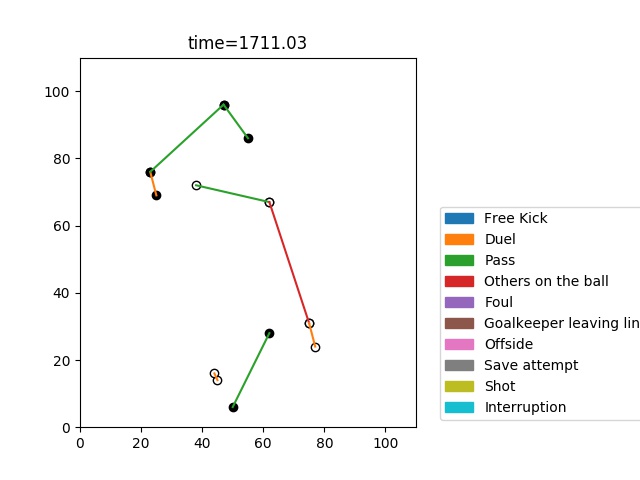 time=1711.03
100
80
60
40
20
0
0 20 40 60 80 100
Free Kick
Duel
Pass
Others on the ball
Foul
Goalkeeper leaving lin
Offside
Save attempt
Shot
Interruption